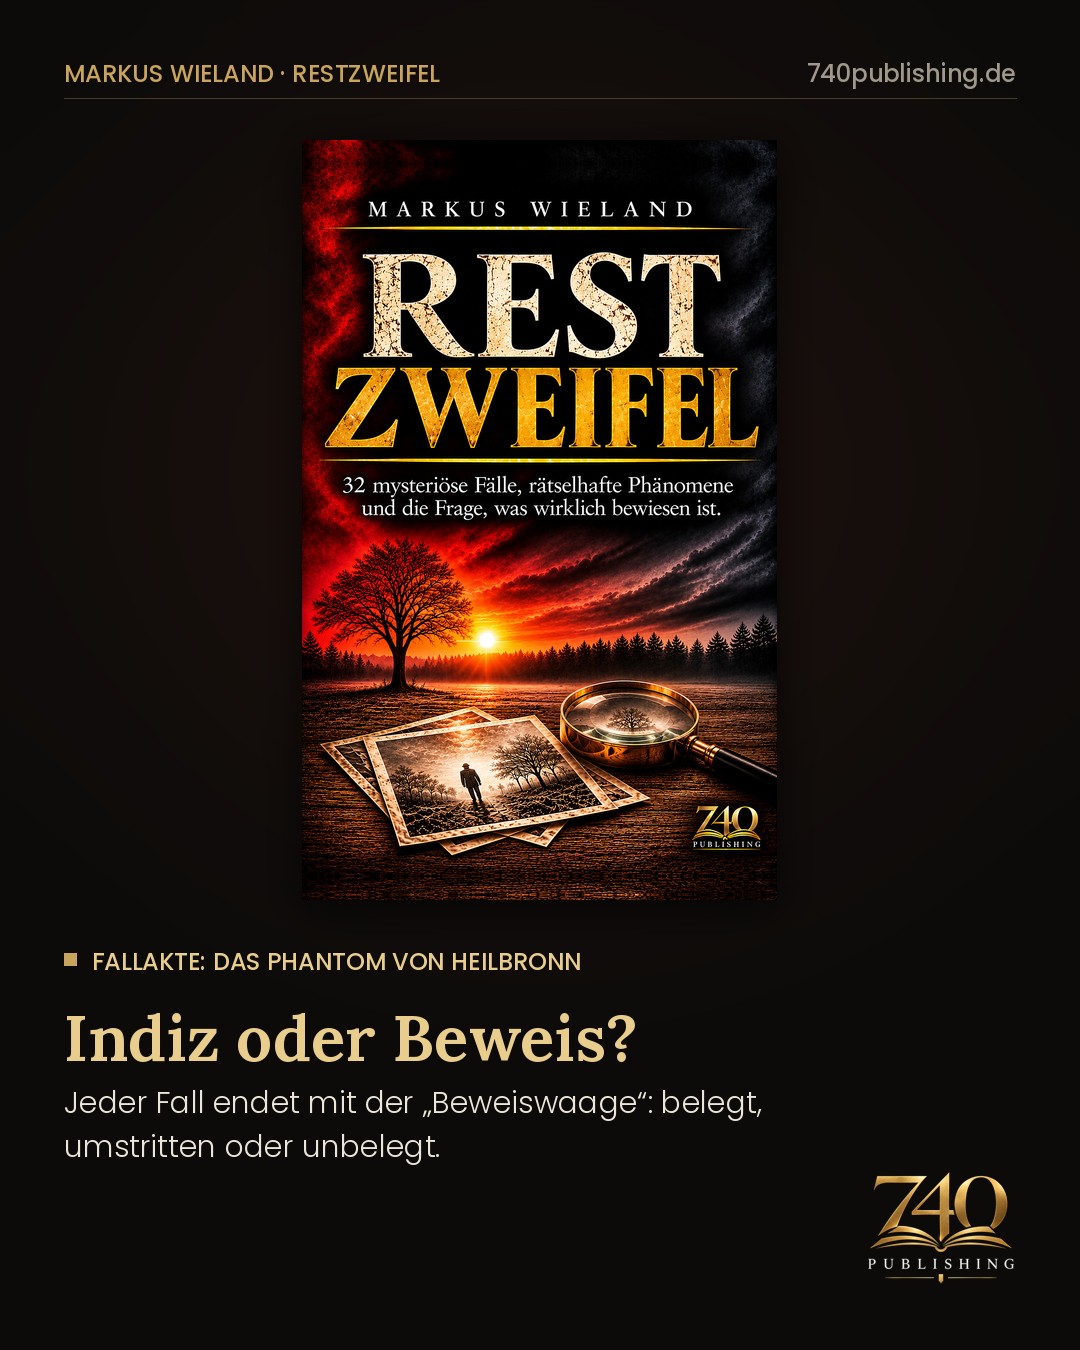 MARKUS WIELAND · RESTZWEIFEL
740publishing.de
MARKUS WIELAND
REST
ZWEIFEL
32 mysteriöse Fälle, rätselhafte Phänomene
und die Frage, was wirklich bewiesen ist.
740
PUBLISHING
FALLAKTE: DAS PHANTOM VON HEILBRONN
Indiz oder Beweis?
Jeder Fall endet mit der „Beweiswaage“: belegt,
umstritten oder unbelegt.
740
PUBLISHING